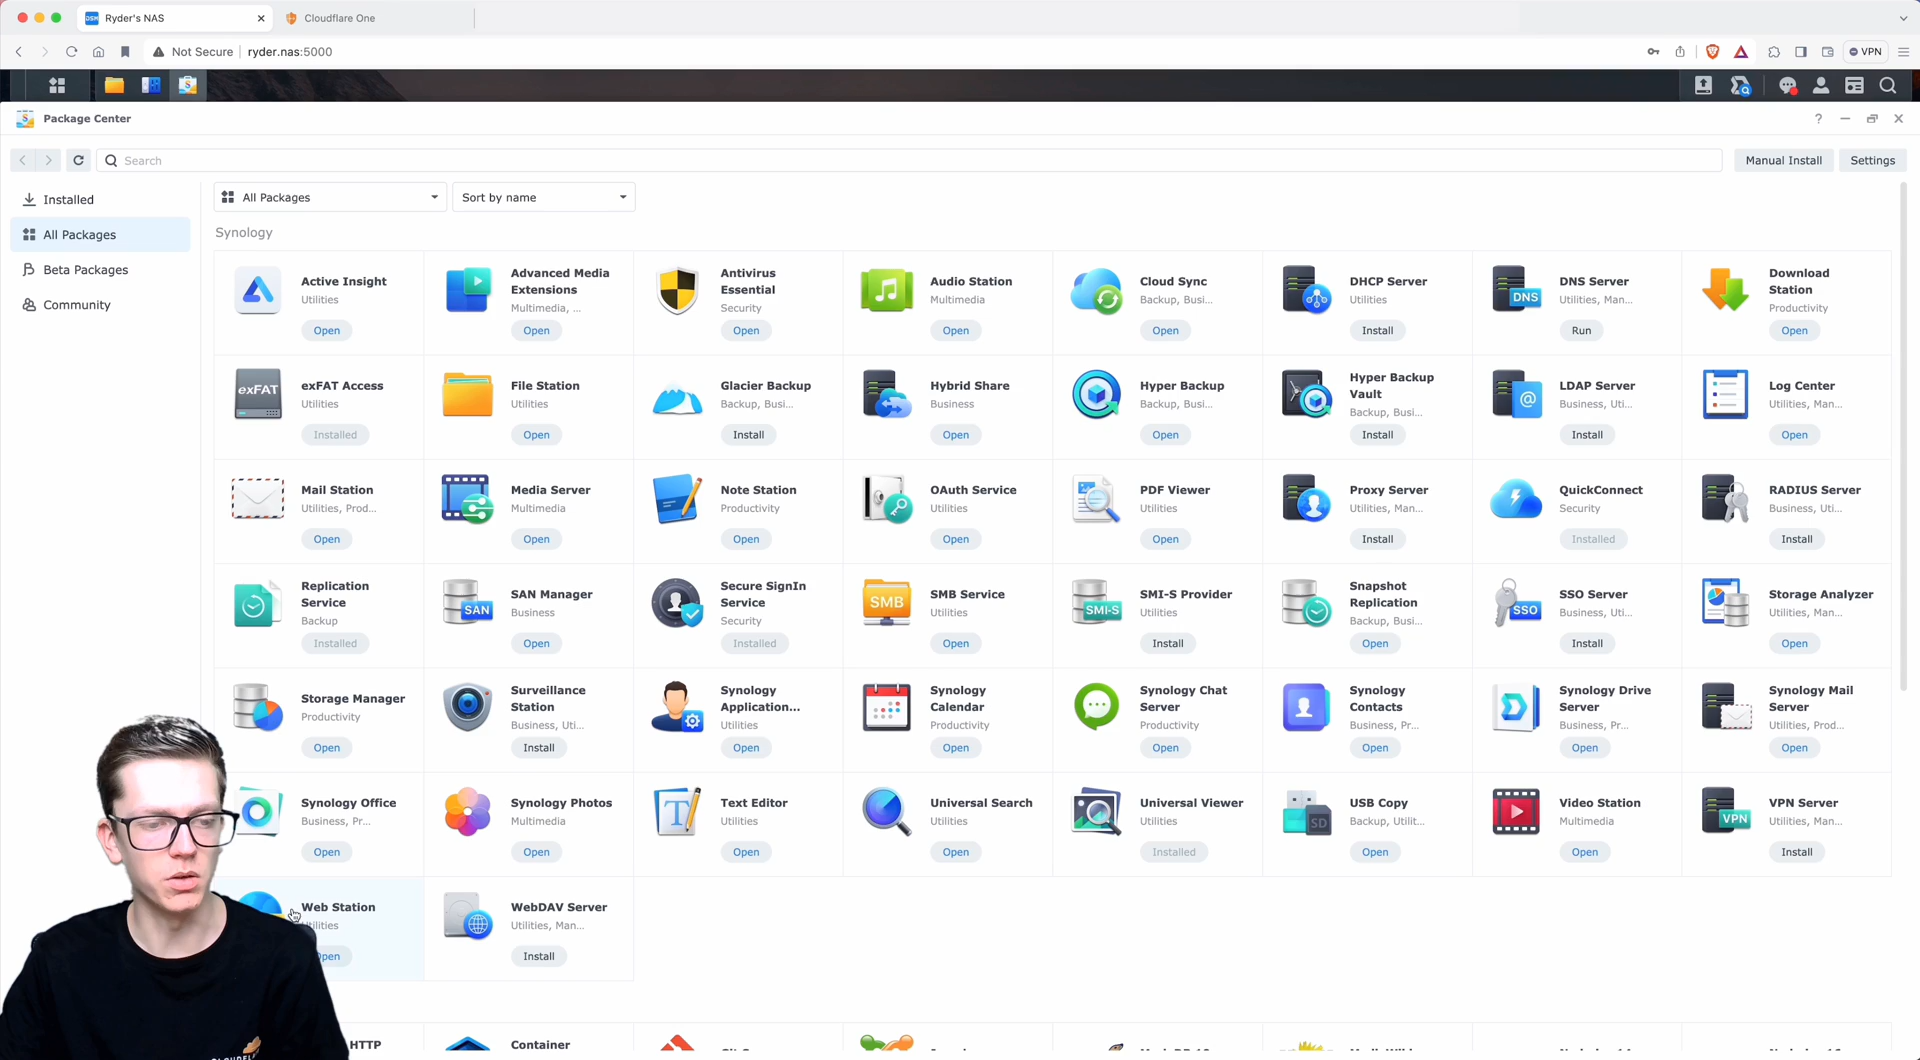 DSM Ryder's NAS
Cloudflare One
Not Secure ryder.nas:5000
VPN
Package Center
Search
Manual Install
Settings
Installed
All Packages
Beta Packages
Community
All Packages
Sort by name
Synology
Active Insight
Utilities
Open
Advanced Media
Extensions
Multimedia, ...
Open
Antivirus
Essential
Security
Open
Audio Station
Multimedia
Open
Cloud Sync
Backup, Busi...
Open
DHCP Server
Utilities
Install
DNS
DNS Server
Utilities, Man...
Run
Download
Station
Productivity
Open
exFAT
exFAT Access
Utilities
Installed
File Station
Utilities
Open
Glacier Backup
Backup, Busi...
Install
Hybrid Share
Business
Open
Hyper Backup
Backup, Busi...
Open
Hyper Backup
Vault
Backup, Busi...
Install
@
LDAP Server
Business, Uti...
Install
Log Center
Utilities, Man...
Open
Mail Station
Utilities, Prod...
Open
Media Server
Multimedia
Open
Note Station
Productivity
Open
OAuth Service
Utilities
Open
PDF Viewer
Utilities
Open
Proxy Server
Utilities, Man...
Install
QuickConnect
Security
Installed
RADIUS Server
Business, Uti...
Install
Replication
Service
Backup
Installed
SAN
SAN Manager
Business
Open
Secure SignIn
Service
Security
Installed
SMB
SMB Service
Utilities
Open
SMI-S
SMI-S Provider
Utilities
Install
Snapshot
Replication
Backup, Busi...
Open
SSO
SSO Server
Business, Uti...
Install
Storage Analyzer
Utilities, Man...
Open
Storage Manager
Productivity
Open
Surveillance
Station
Business, Uti...
Install
Synology
Application...
Utilities
Open
Synology
Calendar
Productivity
Open
Synology Chat
Server
Productivity
Open
Synology
Contacts
Business, Pr...
Open
Synology Drive
Server
Business, Pr...
Open
Synology Mail
Server
Utilities, Prod...
Open
Synology Office
Business, Pr...
Open
Synology Photos
Multimedia
Open
T
Text Editor
Utilities
Open
Universal Search
Utilities
Open
Universal Viewer
Utilities
Installed
SD
USB Copy
Backup, Utilit...
Open
Video Station
Multimedia
Open
VPN
VPN Server
Utilities, Man...
Install
Web Station
Utilities
Open
WebDAV Server
Utilities, Man...
Install
HTTP
Container